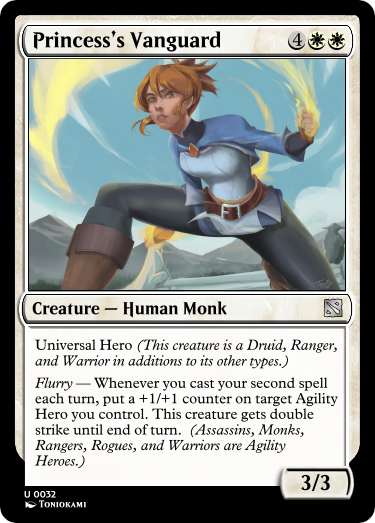 Princess's Vanguard 4
Creature — Human Monk
Universal Hero (This creature is a Druid, Ranger,
and Warrior in additions to its other types.)
Flurry — Whenever you cast your second spell
each turn, put a +1/+1 counter on target Agility
Hero you control. This creature gets double
strike until end of turn. (Assassins, Monks,
Rangers, Rogues, and Warriors are Agility
Heroes.)
3/3
U 0032
Toniokami